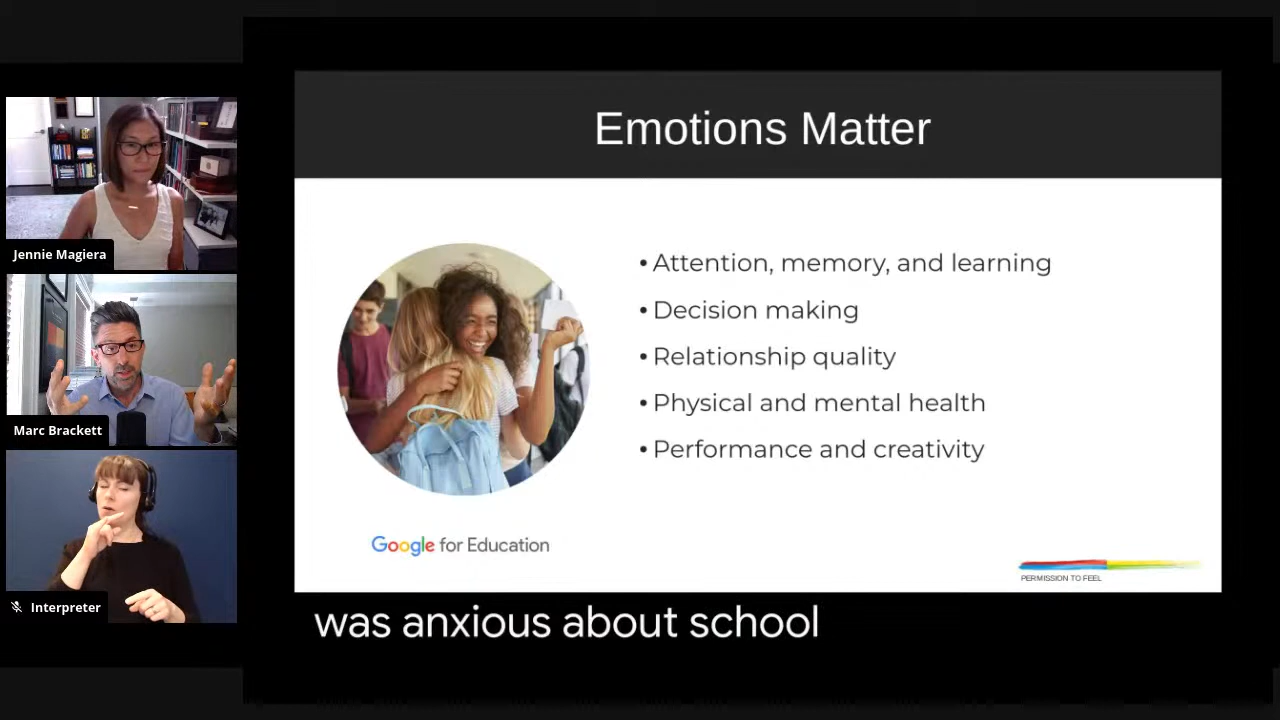 Emotions Matter
Jennie Magiera
Marc Brackett
Interpreter
• Attention, memory, and learning
• Decision making
• Relationship quality
• Physical and mental health
• Performance and creativity
Google for Education
PERMISSION TO FEEL
was anxious about school